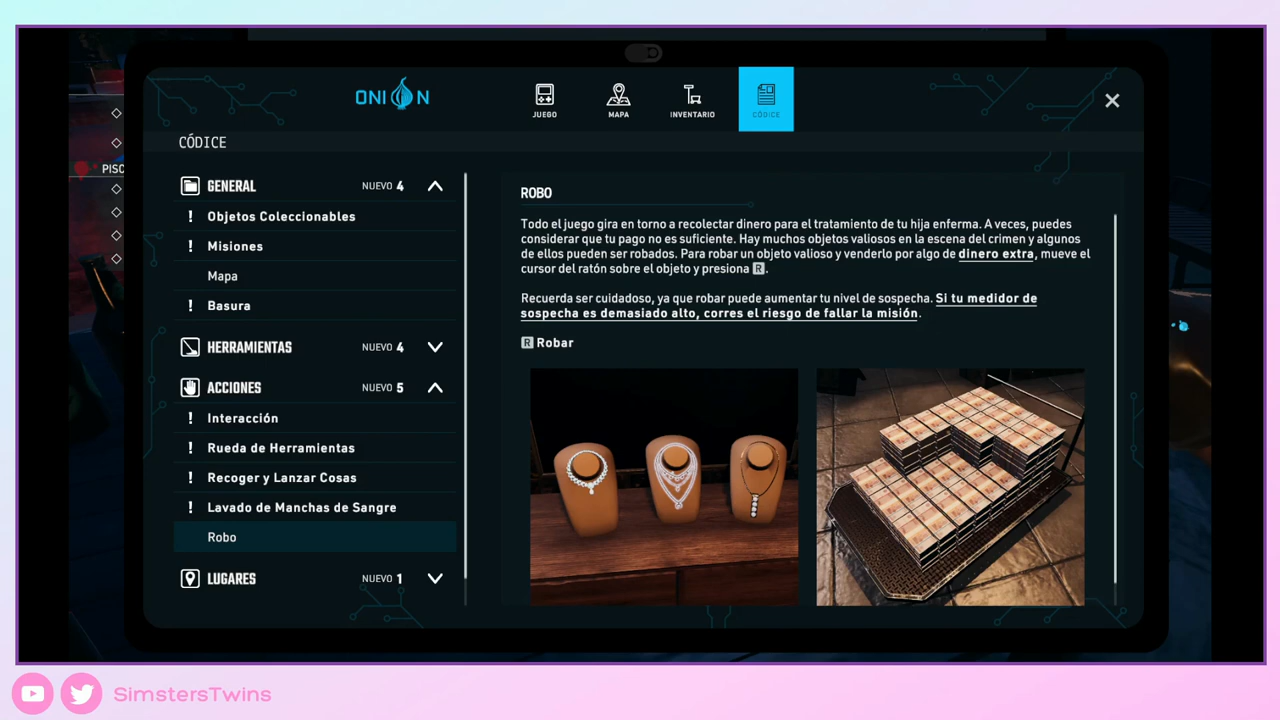 ONION
JUEGO
MAPA
INVENTARIO
CÓDICE
CÓDICE
PISO
GENERAL NUEVO 4
! Objetos Coleccionables
! Misiones
Mapa
! Basura
HERRAMIENTAS NUEVO 4
ACCIONES NUEVO 5
! Interacción
! Rueda de Herramientas
! Recoger y Lanzar Cosas
! Lavado de Manchas de Sangre
Robo
LUGARES NUEVO 1
ROBO
Todo el juego gira en torno a recolectar dinero para el tratamiento de tu hija enferma. A veces, puedes
considerar que tu pago no es suficiente. Hay muchos objetos valiosos en la escena del crimen y algunos
de ellos pueden ser robados. Para robar un objeto valioso y venderlo por algo de dinero extra, mueve el
cursor del ratón sobre el objeto y presiona R.
Recuerda ser cuidadoso, ya que robar puede aumentar tu nivel de sospecha. Si tu medidor de
sospecha es demasiado alto, corres el riesgo de fallar la misión.
R Robar
SimstersTwins